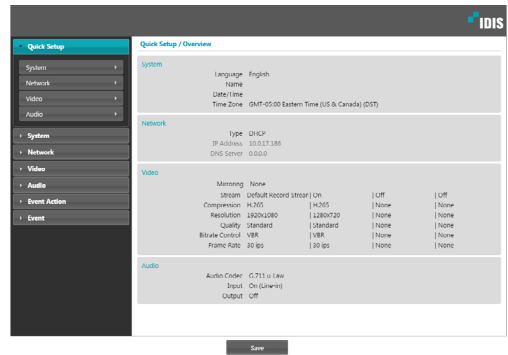 IDIS
Quick Setup
System
Network
Video
Audio
System
Network
Video
Audio
Event Action
Event
Quick Setup / Overview
System
Language English
Name
Date/Time
Time Zone GMT-05:00 Eastern Time (US & Canada) (DST)
Network
Type DHCP
IP Address 10.0.17.186
DNS Server 0.0.0.0
Video
Mirroring None
Stream Default Record Strear | On | Off | Off
Compression H.265 | H.265 | None | None
Resolution 1920x1080 | 1280x720 | None | None
Quality Standard | Standard | None | None
Bitrate Control VBR | VBR | None | None
Frame Rate 30 ips | 30 ips | None | None
Audio
Audio Codec G.711 u-Law
Input On (Line-in)
Output Off
Save